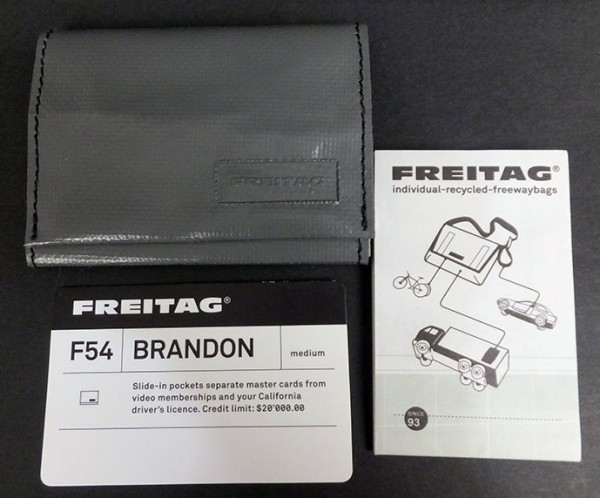 FREITAG
FREITAG®
individual-recycled-freewaybags
SINCE
93
FREITAG®
F54 BRANDON medium
Slide-in pockets separate master cards from
video memberships and your California
driver's licence. Credit limit: $20'000.00